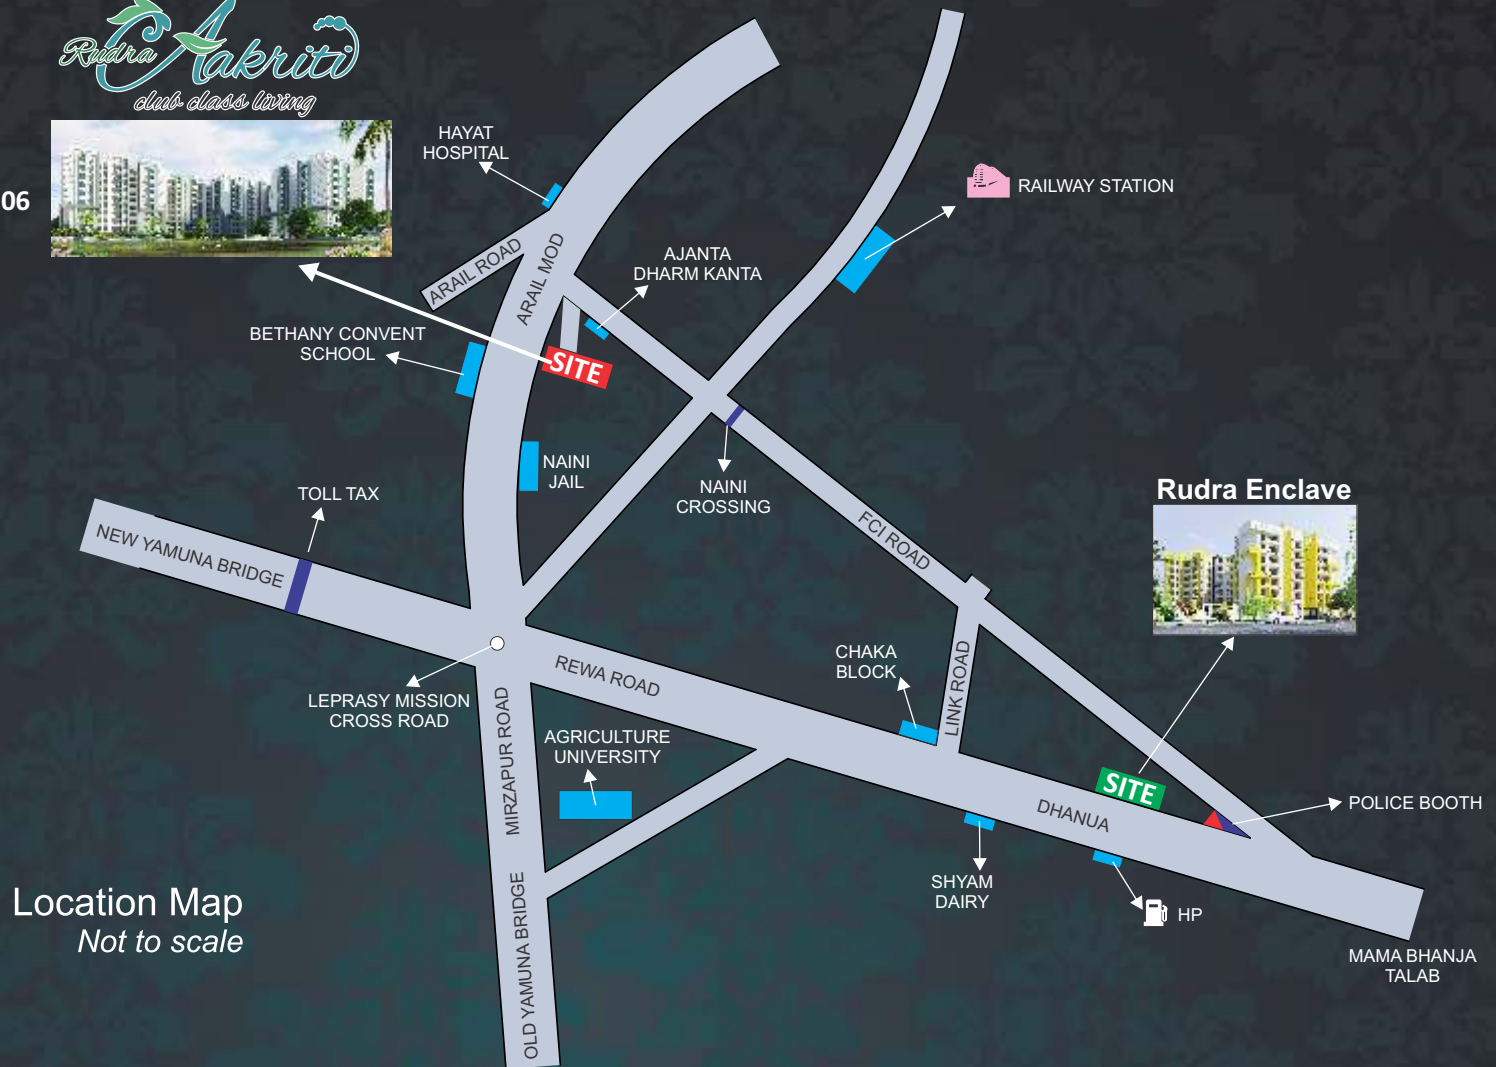 Rudra Aakriti
club class living
06
HAYAT
HOSPITAL
RAILWAY STATION
ARAIL ROAD
ARAIL MOD
AJANTA
DHARM KANTA
BETHANY CONVENT
SCHOOL
SITE
NAINI
JAIL
NAINI
CROSSING
TOLL TAX
NEW YAMUNA BRIDGE
FCI ROAD
Rudra Enclave
LEPRASY MISSION
CROSS ROAD
REWA ROAD
CHAKA
BLOCK
LINK ROAD
MIRZAPUR ROAD
AGRICULTURE
UNIVERSITY
SITE
DHANUA
POLICE BOOTH
SHYAM
DAIRY
HP
OLD YAMUNA BRIDGE
MAMA BHANJA
TALAB
Location Map
Not to scale